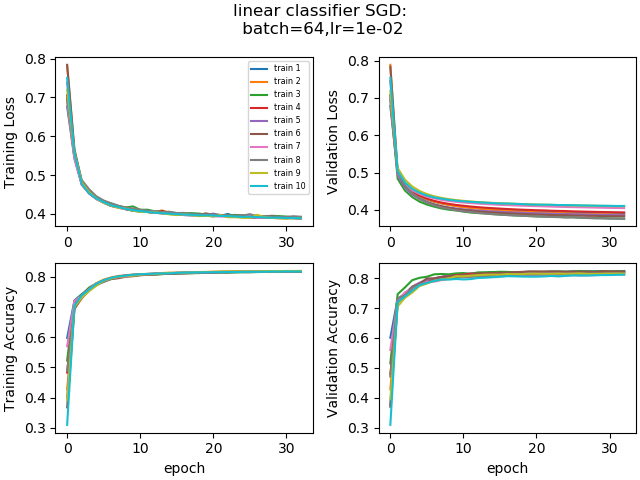 linear classifier SGD:
batch=64,lr=1e-02
Training Loss
0.8
0.7
0.6
0.5
0.4
0
10
20
30
train 1
train 2
train 3
train 4
train 5
train 6
train 7
train 8
train 9
train 10
Validation Loss
0.8
0.7
0.6
0.5
0.4
0
10
20
30
Training Accuracy
0.8
0.7
0.6
0.5
0.4
0.3
0
10
20
30
epoch
Validation Accuracy
0.8
0.7
0.6
0.5
0.4
0.3
0
10
20
30
epoch